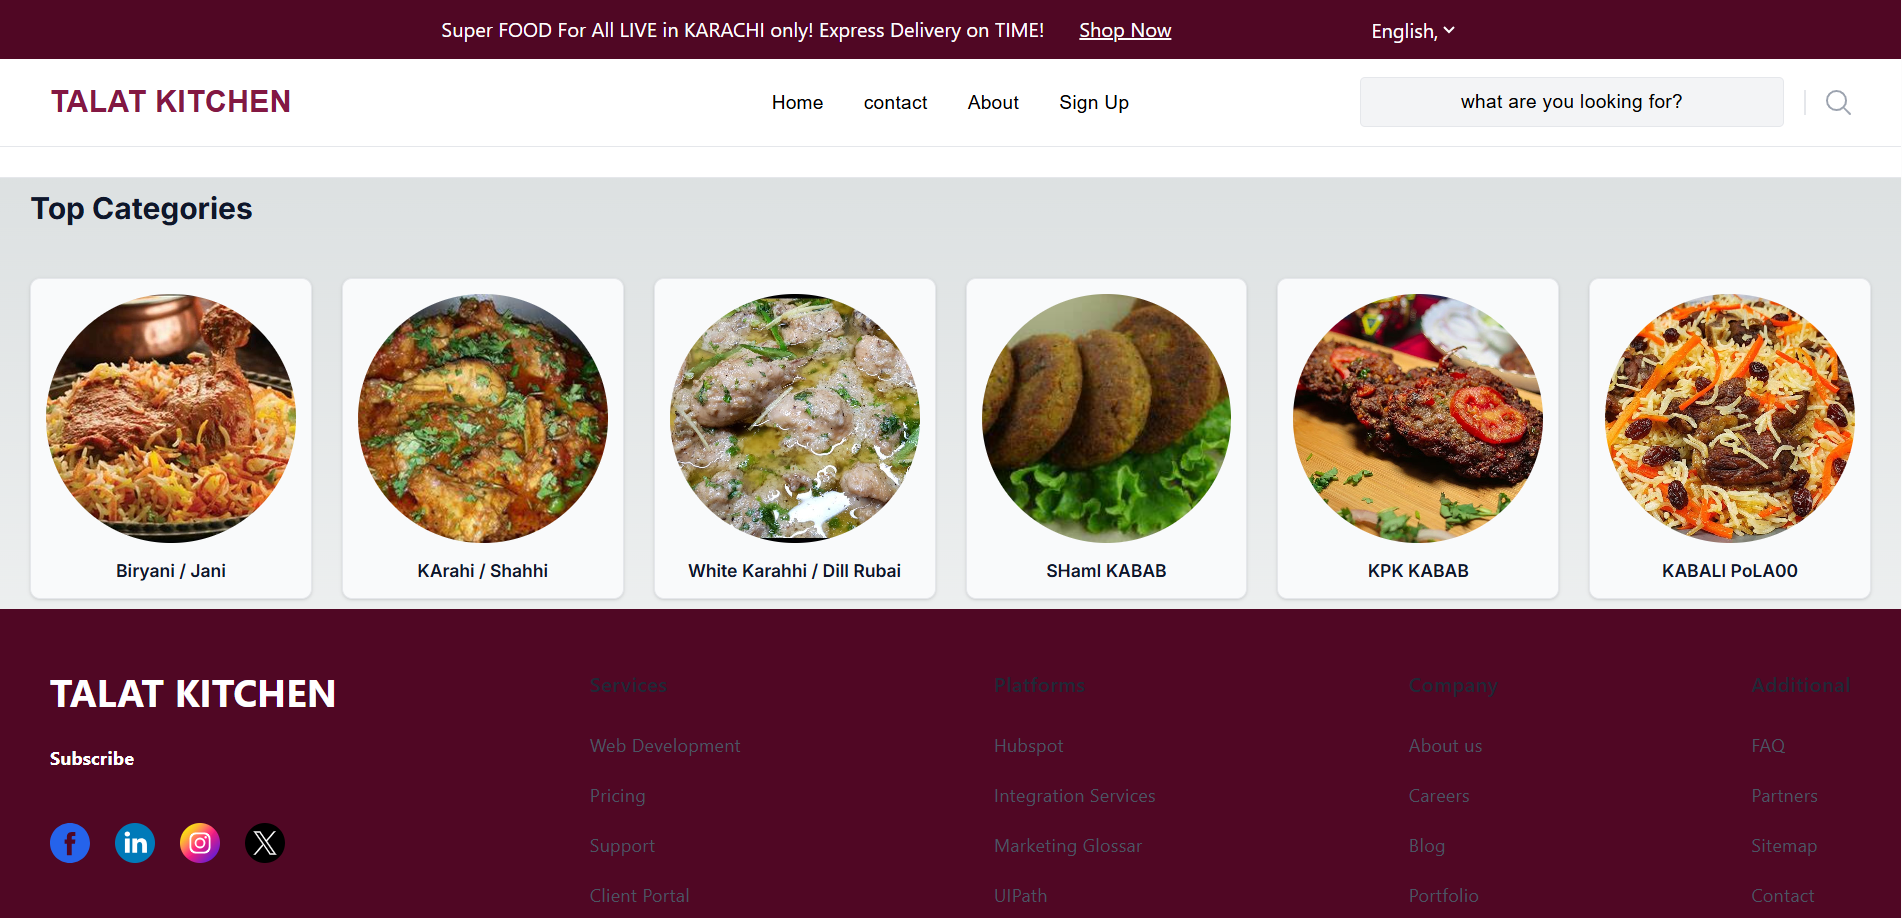 Super FOOD For All LIVE in KARACHI only! Express Delivery on TIME! Shop Now English,
TALAT KITCHEN Home contact About Sign Up what are you looking for?
Top Categories
Biryani / Jani KArahi / Shahhi White Karahhi / Dill Rubai SHamI KABAB KPK KABAB KABALI PoLA00
TALAT KITCHEN Services Platforms Company Additional
Subscribe Web Development Hubspot About us FAQ
Pricing Integration Services Careers Partners
Support Marketing Glossar Blog Sitemap
Client Portal UIPath Portfolio Contact